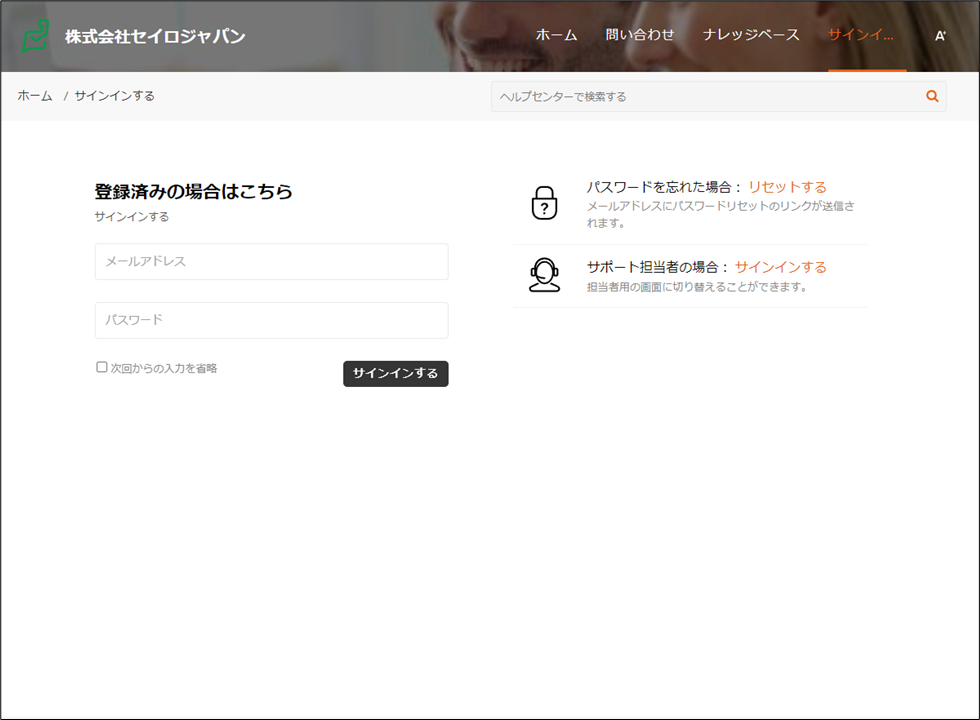 株式会社セイロジャパン
ホーム 問い合わせ ナレッジベース サインイ...
ホーム / サインインする
ヘルプセンターで検索する
登録済みの場合はこちら
サインインする
メールアドレス
パスワード
次回からの入力を省略
サインインする
パスワードを忘れた場合： リセットする
メールアドレスにパスワードリセットのリンクが送信さ
れます。
サポート担当者の場合： サインインする
担当者用の画面に切り替えることができます。